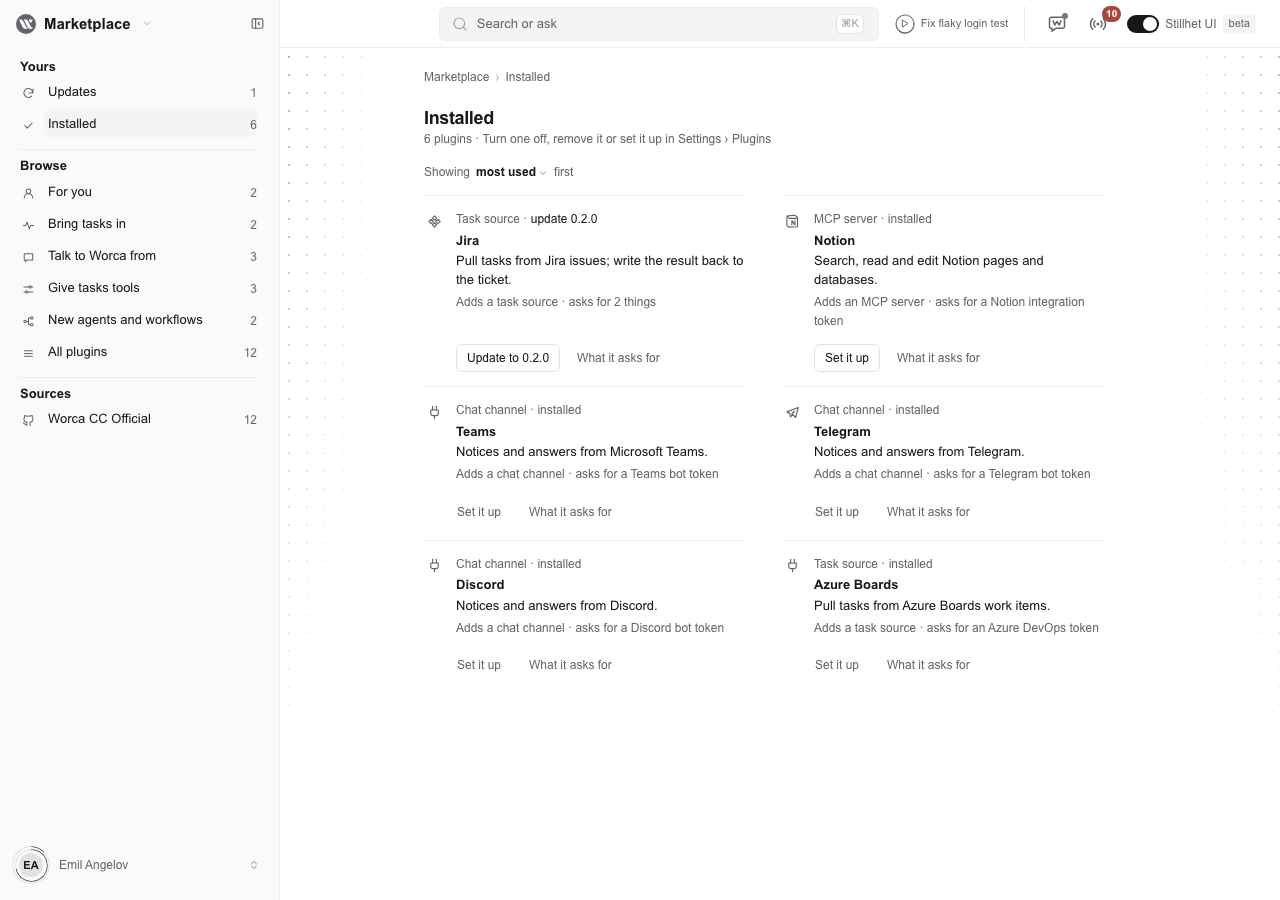 Marketplace
Search or ask
⌘K
Fix flaky login test
10
Stillhet UI
beta
Yours
Updates 1
Installed 6
Browse
For you 2
Bring tasks in 2
Talk to Worca from 3
Give tasks tools 3
New agents and workflows 2
All plugins 12
Sources
Worca CC Official 12
EA
Emil Angelov
Marketplace › Installed
Installed
6 plugins · Turn one off, remove it or set it up in Settings › Plugins
Showing most used first
Task source · update 0.2.0
Jira
Pull tasks from Jira issues; write the result back to
the ticket.
Adds a task source · asks for 2 things
Update to 0.2.0 What it asks for
MCP server · installed
Notion
Search, read and edit Notion pages and
databases.
Adds an MCP server · asks for a Notion integration
token
Set it up What it asks for
Chat channel · installed
Teams
Notices and answers from Microsoft Teams.
Adds a chat channel · asks for a Teams bot token
Set it up What it asks for
Chat channel · installed
Telegram
Notices and answers from Telegram.
Adds a chat channel · asks for a Telegram bot token
Set it up What it asks for
Chat channel · installed
Discord
Notices and answers from Discord.
Adds a chat channel · asks for a Discord bot token
Set it up What it asks for
Task source · installed
Azure Boards
Pull tasks from Azure Boards work items.
Adds a task source · asks for an Azure DevOps token
Set it up What it asks for